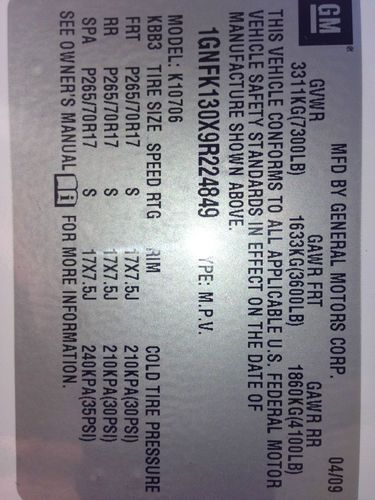 GM ® MFD BY GENERAL MOTORS CORP. 04/09
GVWR GAWR FRT GAWR RR
3311KG(7300LB) 1633KG(3600LB) 1860KG(4100LB)
THIS VEHICLE CONFORMS TO ALL APPLICABLE U.S. FEDERAL MOTOR
VEHICLE SAFETY STANDARDS IN EFFECT ON THE DATE OF
MANUFACTURE SHOWN ABOVE.
1GNFK130X9R224849 YPE: M.P.V.
MODEL: K10706
KBB3 TIRE SIZE SPEED RTG RIM COLD TIRE PRESSURE
FRT P265/70R17 S 17X7.5J 210KPA(30PSI)
RR P265/70R17 S 17X7.5J 210KPA(30PSI)
SPA P265/70R17 S 17X7.5J 240KPA(35PSI)
SEE OWNER'S MANUAL FOR MORE INFORMATION.